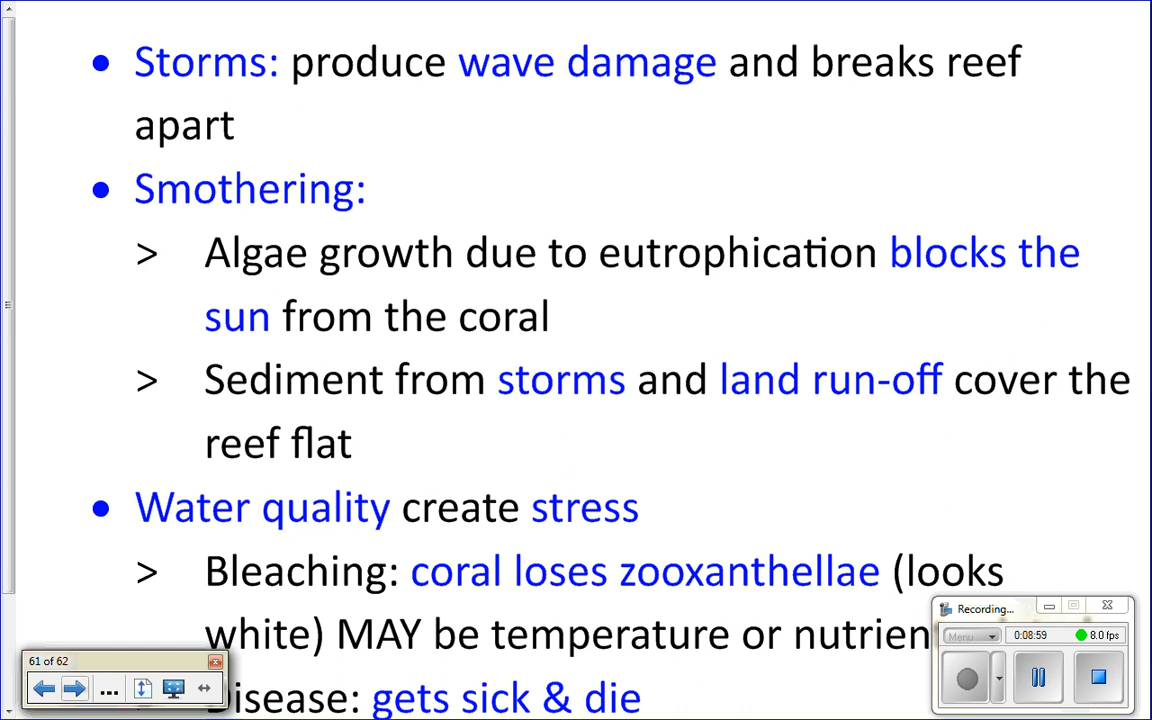 • Storms: produce wave damage and breaks reef
apart
• Smothering:
> Algae growth due to eutrophication blocks the
sun from the coral
> Sediment from storms and land run-off cover the
reef flat
• Water quality create stress
> Bleaching: coral loses zooxanthellae (looks
white) MAY be temperature or nutrien
Disease: gets sick & die
Recording...
Menu
0:08:59
8.0 fps
61 of 62
...